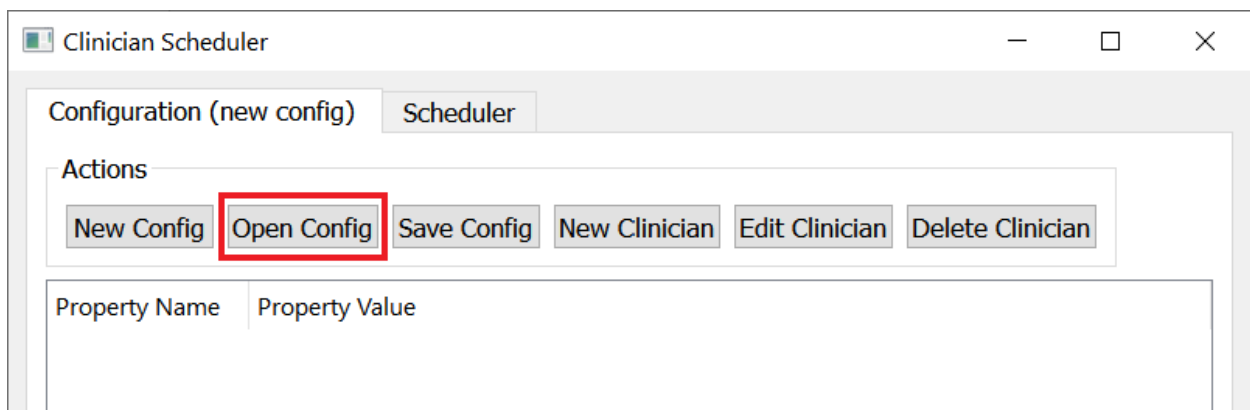 Clinician Scheduler
Configuration (new config) Scheduler
Actions
New Config Open Config Save Config New Clinician Edit Clinician Delete Clinician
Property Name Property Value